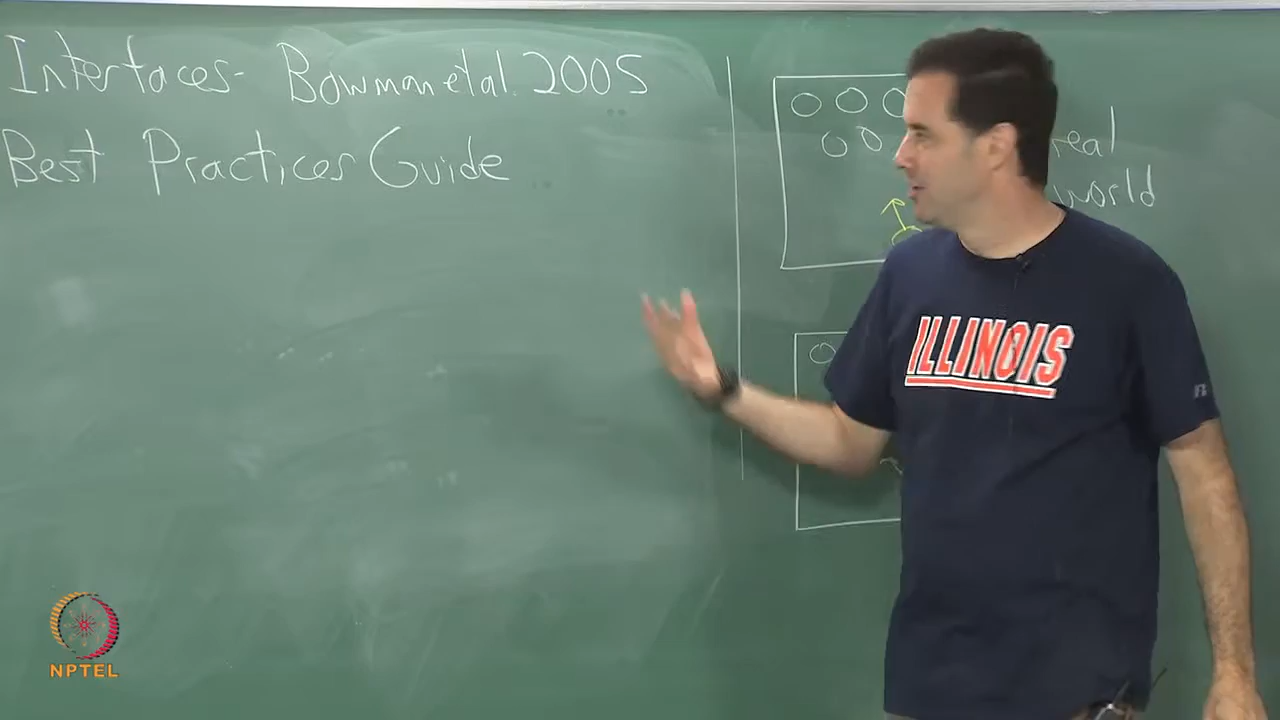 Interfaces- Bowman et al. 2005
Best Practices Guide
real
world
ILLINOIS
R
NPTEL